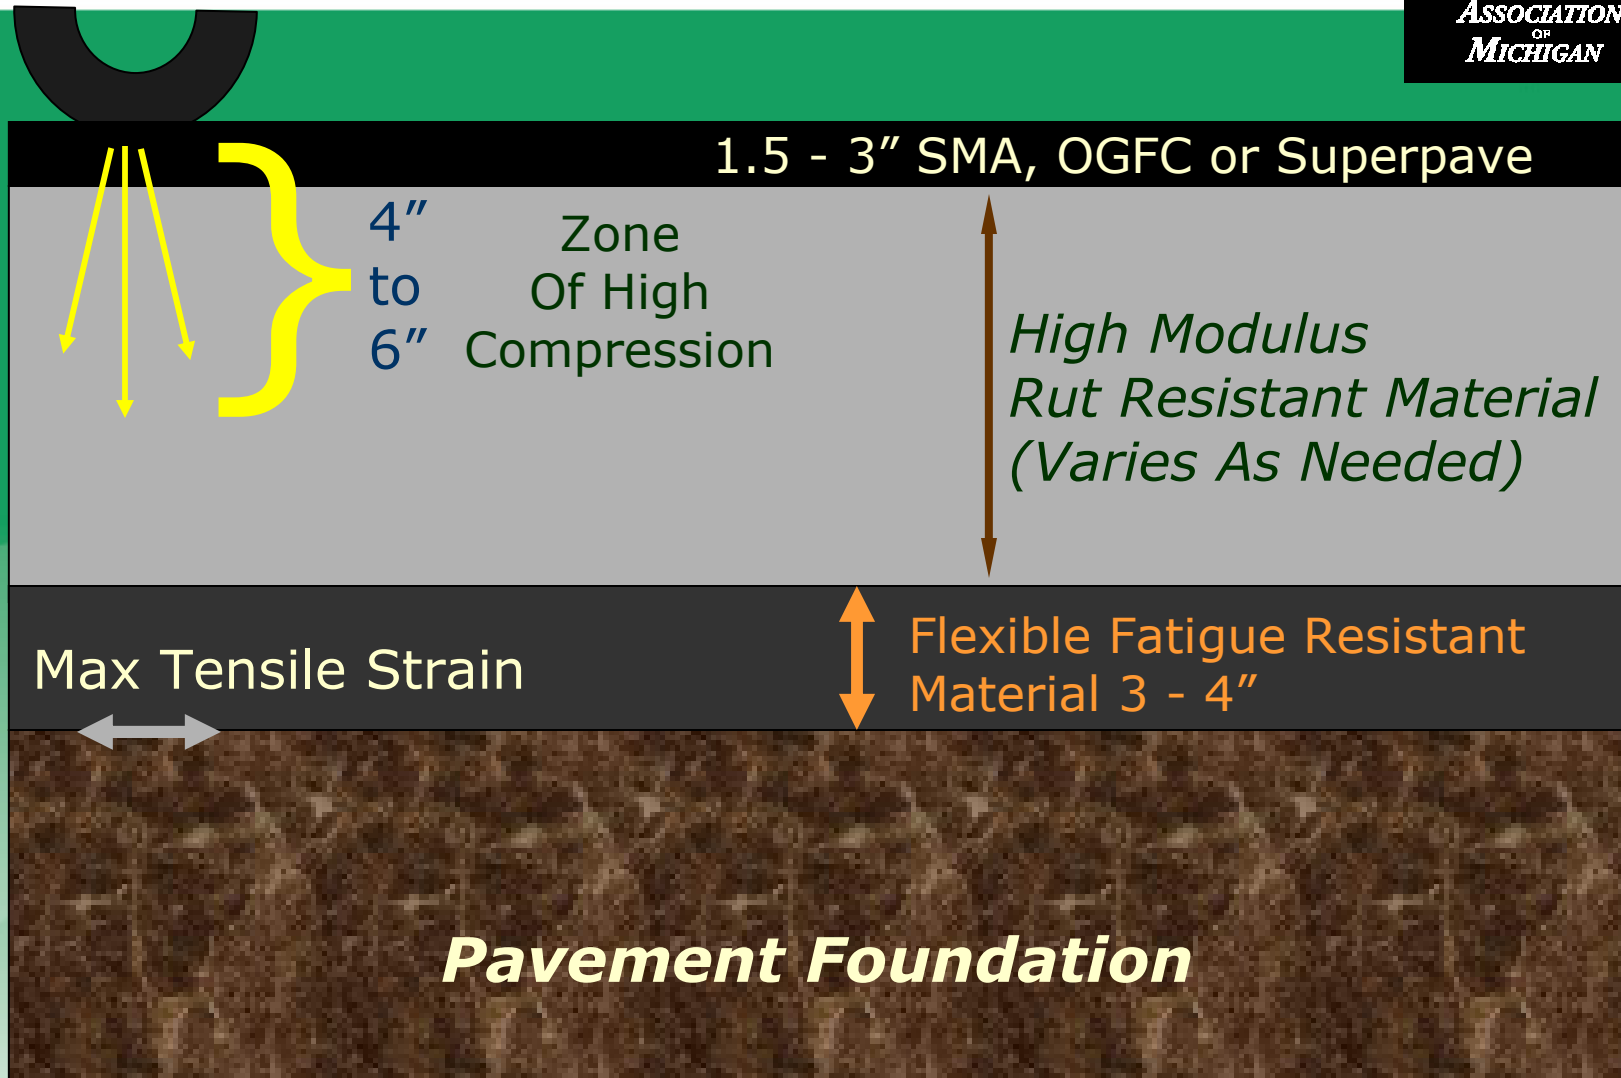 ASSOCIATION
OF
MICHIGAN
1.5 - 3” SMA, OGFC or Superpave
4”
to
6”
Zone
Of High
Compression
High Modulus
Rut Resistant Material
(Varies As Needed)
Max Tensile Strain
Flexible Fatigue Resistant
Material 3 - 4”
Pavement Foundation